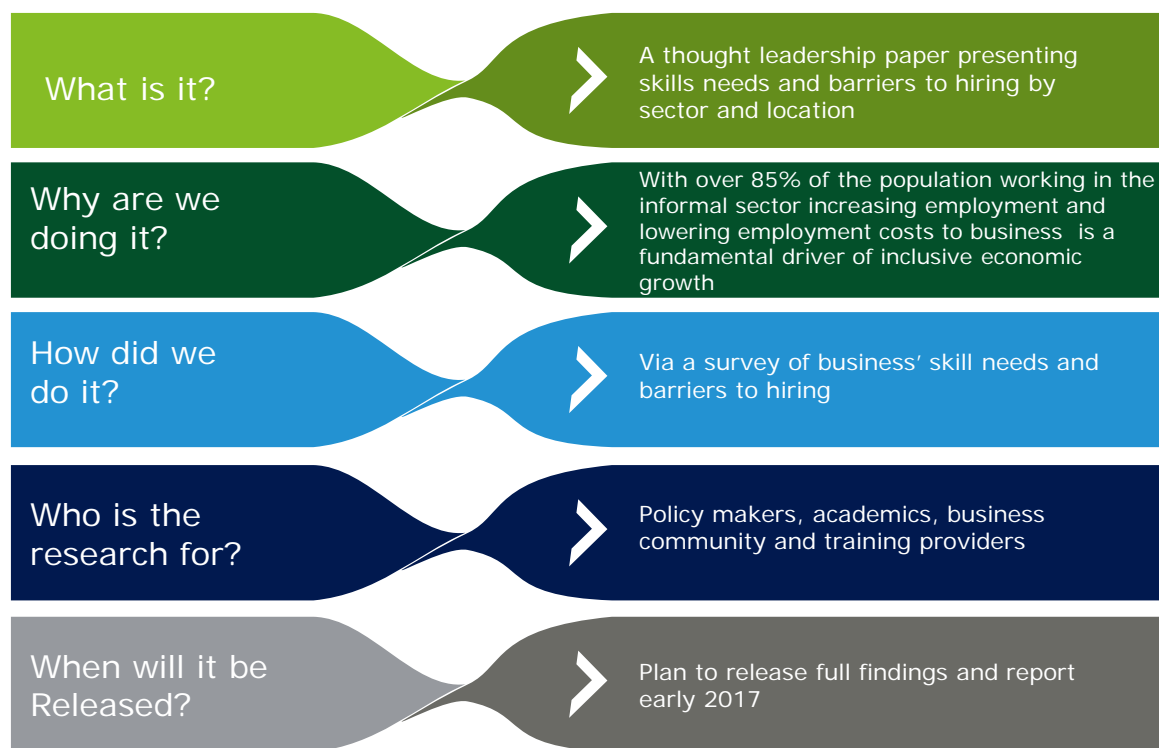 What is it?
A thought leadership paper presenting
skills needs and barriers to hiring by
sector and location
Why are we
doing it?
With over 85% of the population working in the
informal sector increasing employment and
lowering employment costs to business is a
fundamental driver of inclusive economic
growth
How did we
do it?
Via a survey of business’ skill needs and
barriers to hiring
Who is the
research for?
Policy makers, academics, business
community and training providers
When will it be
Released?
Plan to release full findings and report
early 2017